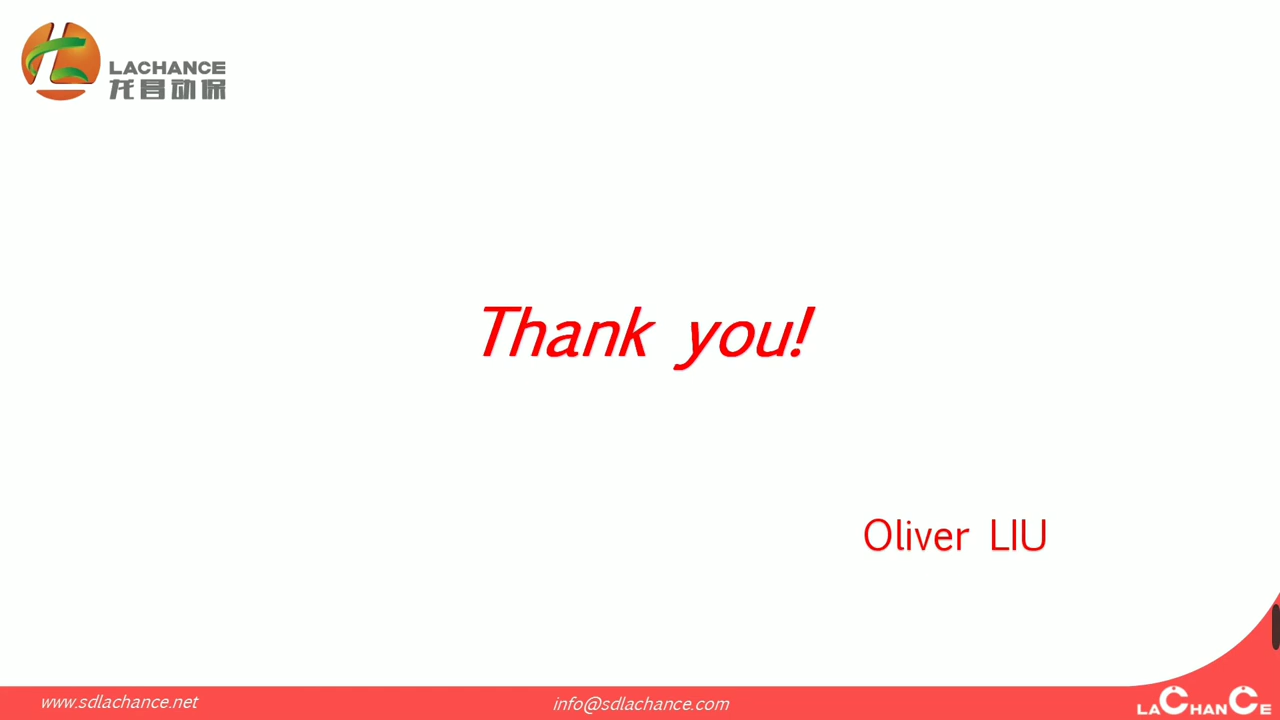 LACHANCE
龙昌动保
Thank you!
Oliver LIU
www.sdlachance.net
info@sdlachance.com
LACHANCE